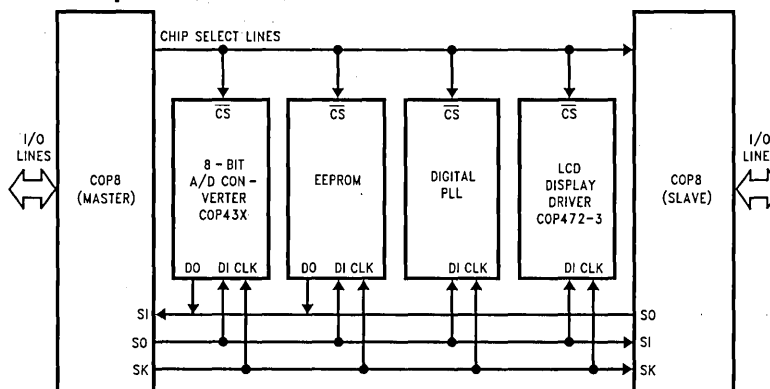 CHIP SELECT LINES
I/O
LINES
COP8
(MASTER)
CS
8-BIT
A/D CON-
VERTER
COP43X
DO DI CLK
CS
EEPROM
DO DI CLK
CS
DIGITAL
PLL
DI CLK
CS
LCD
DISPLAY
DRIVER
COP472-3
DI CLK
COP8
(SLAVE)
I/O
LINES
SI
SO
SK
SO
SI
SK